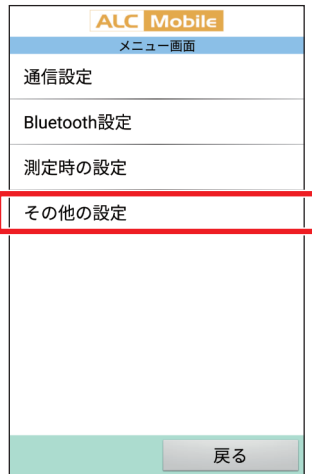 ALC Mobile
メニュー画面
通信設定
Bluetooth設定
測定時の設定
その他の設定
戻る